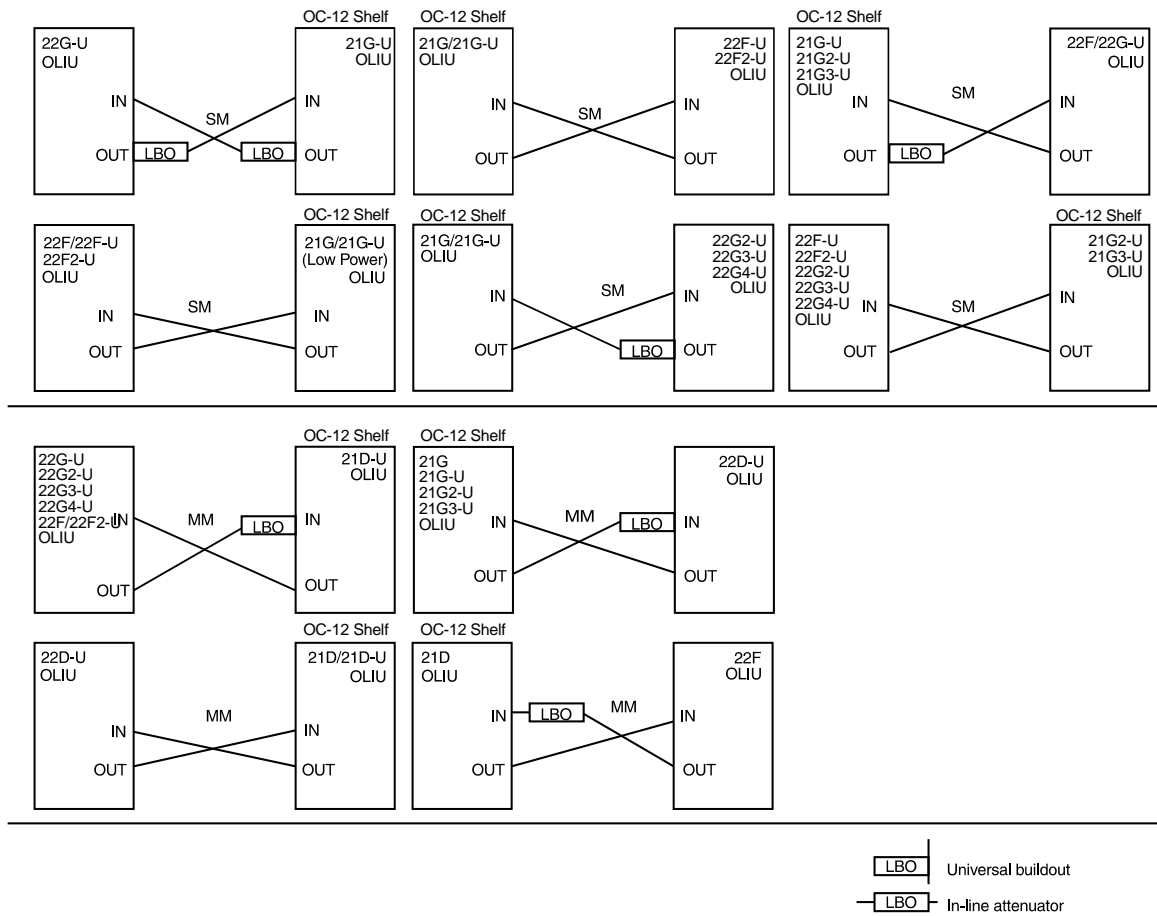 OC-12 Shelf
22G-U
OLIU
IN
OUT
LBO
SM
LBO
21G-U
OLIU
IN
OUT
OC-12 Shelf
21G/21G-U
OLIU
IN
OUT
SM
22F-U
22F2-U
OLIU
IN
OUT
OC-12 Shelf
21G-U
21G2-U
21G3-U
OLIU
IN
OUT
LBO
SM
22F/22G-U
OLIU
IN
OUT
22F/22F-U
22F2-U
OLIU
IN
OUT
SM
OC-12 Shelf
21G/21G-U
(Low Power)
OLIU
IN
OUT
OC-12 Shelf
21G/21G-U
OLIU
IN
OUT
SM
LBO
22G2-U
22G3-U
22G4-U
OLIU
IN
OUT
22F-U
22F2-U
22G2-U
22G3-U
22G4-U
OLIU
IN
OUT
SM
OC-12 Shelf
21G2-U
21G3-U
OLIU
IN
OUT
22G-U
22G2-U
22G3-U
22G4-U
22F/22F2-U
OLIU
IN
OUT
MM
LBO
OC-12 Shelf
21D-U
OLIU
IN
OUT
OC-12 Shelf
21G
21G-U
21G2-U
21G3-U
OLIU
IN
OUT
MM
LBO
22D-U
OLIU
IN
OUT
22D-U
OLIU
IN
OUT
MM
OC-12 Shelf
21D/21D-U
OLIU
IN
OUT
OC-12 Shelf
21D
OLIU
IN
OUT
LBO
MM
22F
OLIU
IN
OUT
LBO Universal buildout
LBO In-line attenuator